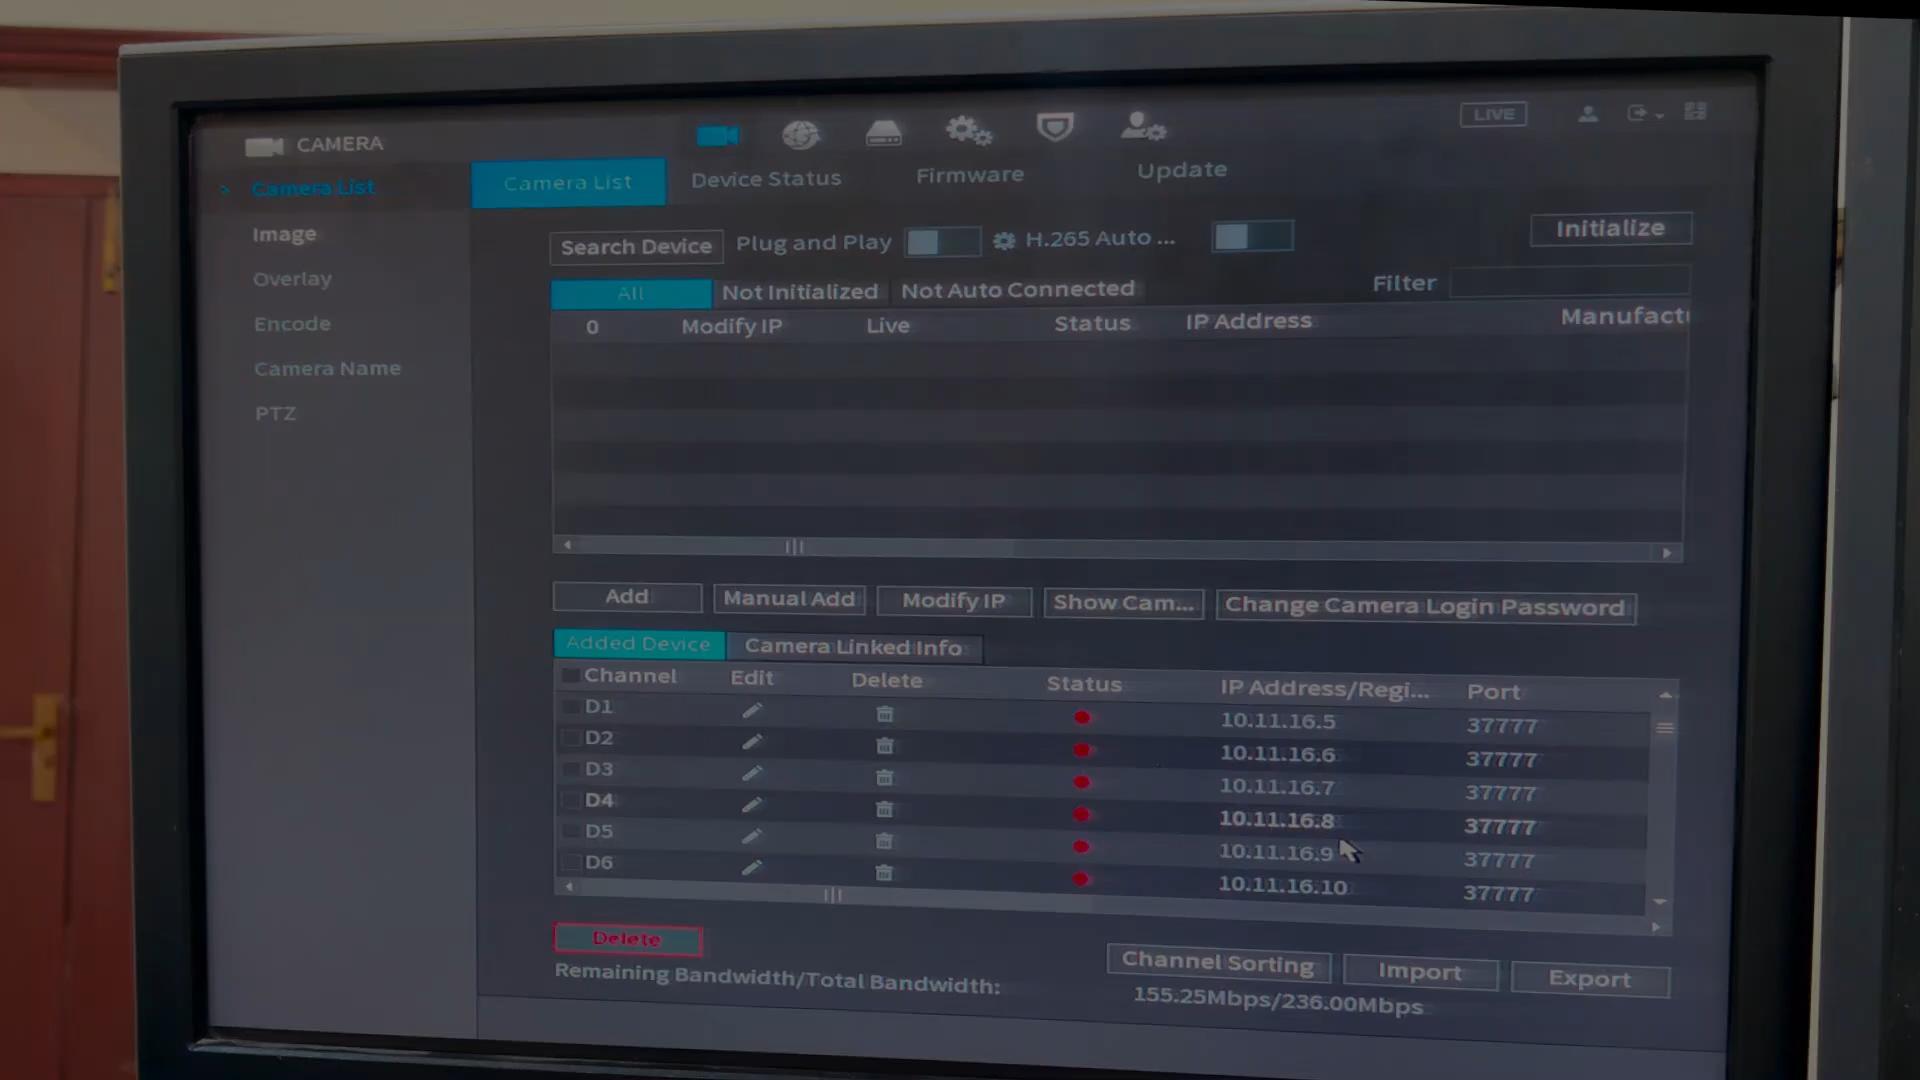 CAMERA
LIVE
> Camera List
Image
Overlay
Encode
Camera Name
PTZ
Camera List Device Status Firmware Update
Search Device Plug and Play H.265 Auto ... Initialize
All Not Initialized Not Auto Connected Filter
0 Modify IP Live Status IP Address Manufactu
Add Manual Add Modify IP Show Cam... Change Camera Login Password
Added Device Camera Linked Info
Channel Edit Delete Status IP Address/Regi... Port
D1 10.11.16.5 37777
D2 10.11.16.6 37777
D3 10.11.16.7 37777
D4 10.11.16.8 37777
D5 10.11.16.9 37777
D6 10.11.16.10 37777
Delete
Channel Sorting Import Export
Remaining Bandwidth/Total Bandwidth: 155.25Mbps/236.00Mbps